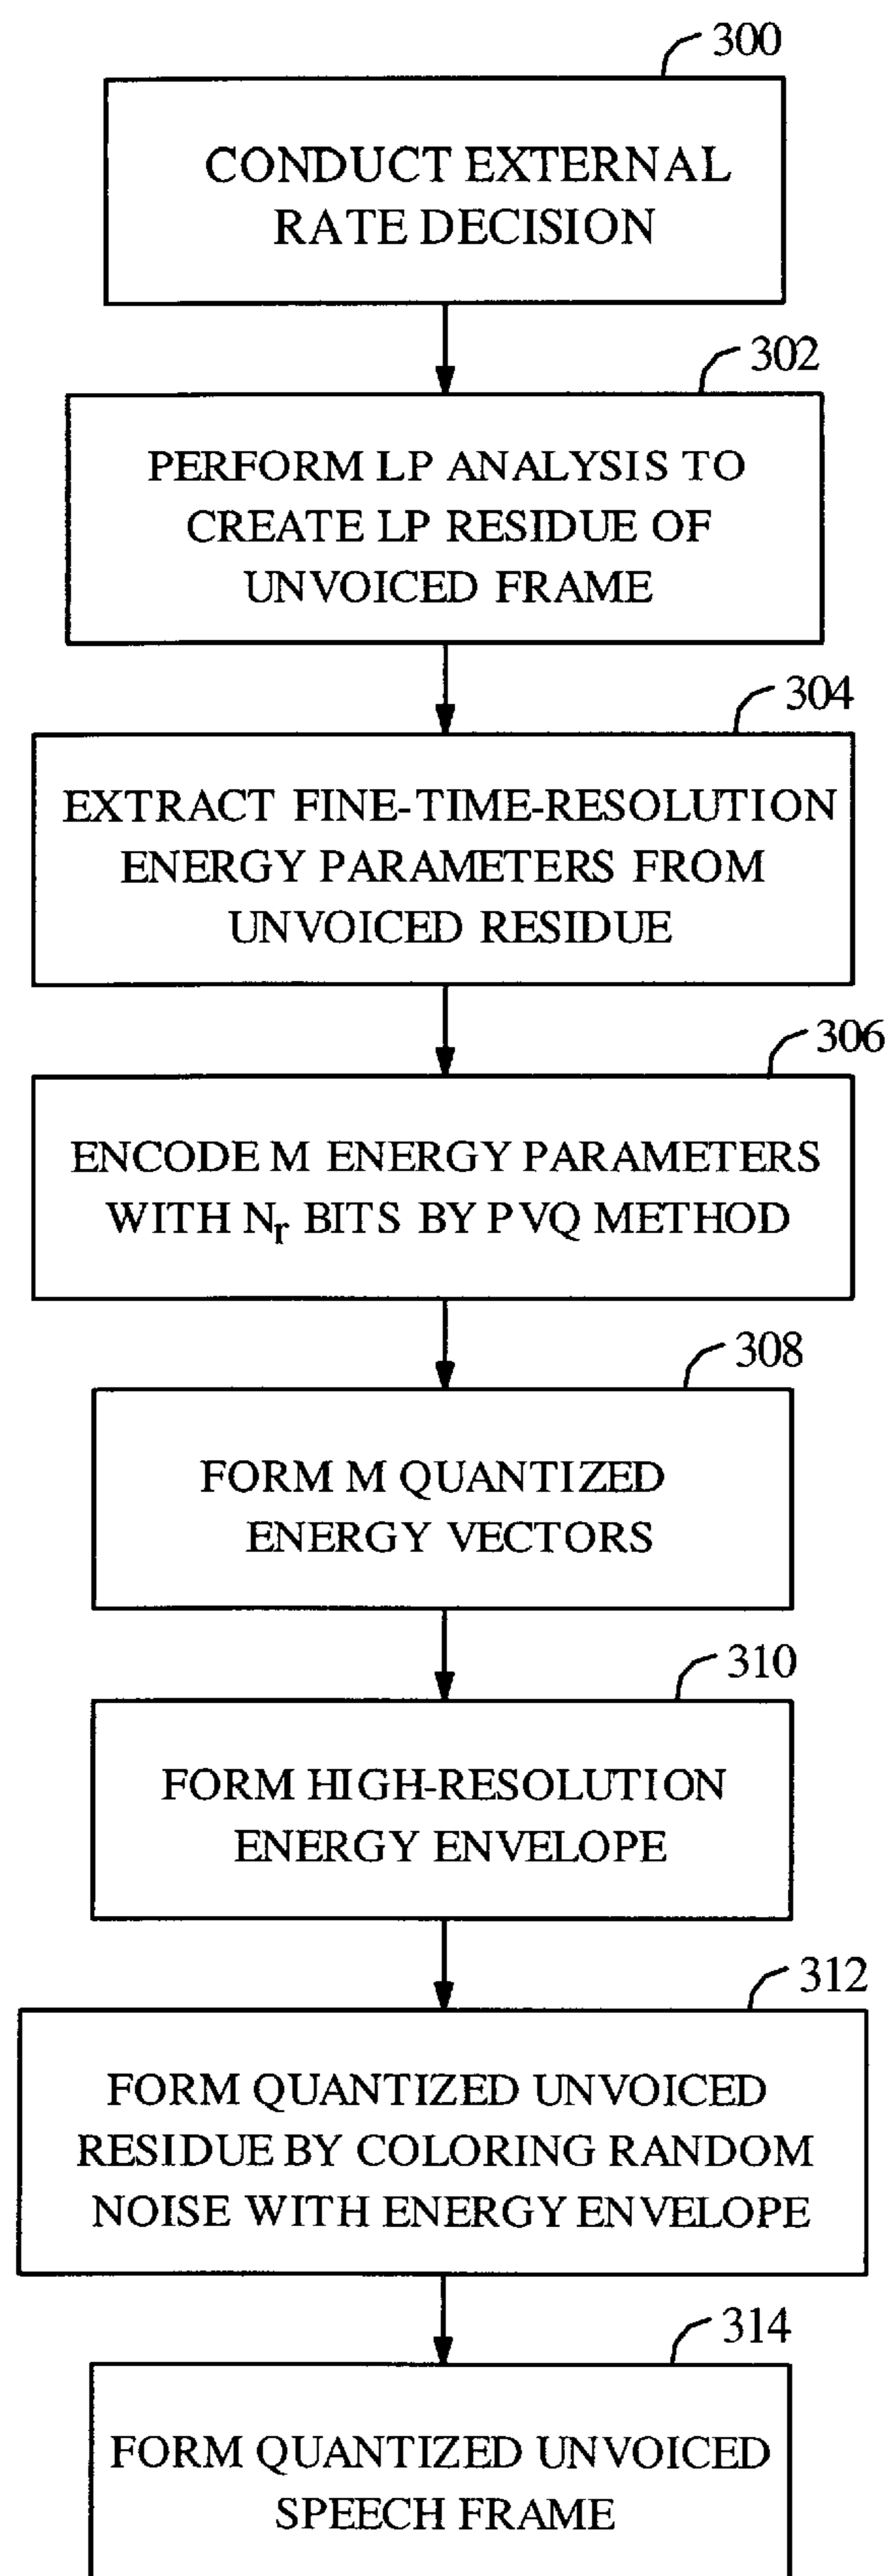 300
CONDUCT EXTERNAL
RATE DECISION
302
PERFORM LP ANALYSIS TO
CREATE LP RESIDUE OF
UNVOICED FRAME
304
EXTRACT FINE-TIME-RESOLUTION
ENERGY PARAMETERS FROM
UNVOICED RESIDUE
306
ENCODE M ENERGY PARAMETERS
WITH Nr BITS BY PVQ METHOD
308
FORM M QUANTIZED
ENERGY VECTORS
310
FORM HIGH-RESOLUTION
ENERGY ENVELOPE
312
FORM QUANTIZED UNVOICED
RESIDUE BY COLORING RANDOM
NOISE WITH ENERGY ENVELOPE
314
FORM QUANTIZED UNVOICED
SPEECH FRAME